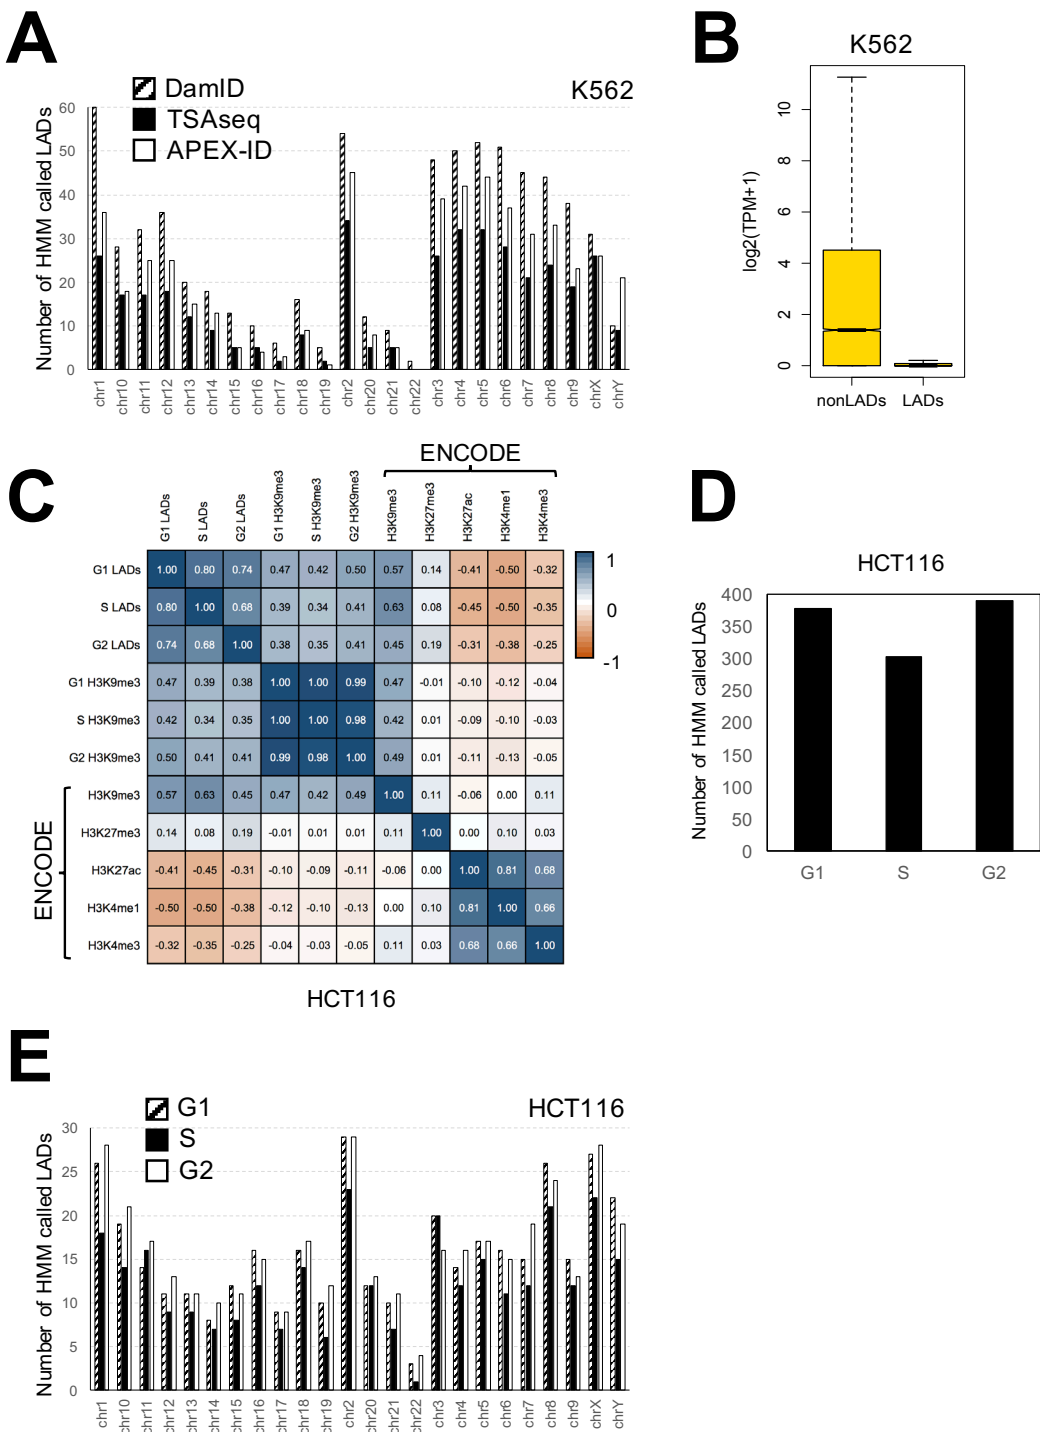 A
K562
DamID
TSAseq
APEX-ID
Number of HMM called LADs
60
50
40
30
20
10
0
chr1 chr10 chr11 chr12 chr13 chr14 chr15 chr16 chr17 chr18 chr19 chr2 chr20 chr21 chr22 chr3 chr4 chr5 chr6 chr7 chr8 chr9 chrX chrY
B
K562
log2(TPM+1)
10
8
6
4
2
0
nonLADs LADs
C
ENCODE
G1 LADs S LADs G2 LADs G1 H3K9me3 S H3K9me3 G2 H3K9me3 H3K9me3 H3K27me3 H3K27ac H3K4me1 H3K4me3
G1 LADs 1.00 0.80 0.74 0.47 0.42 0.50 0.57 0.14 -0.41 -0.50 -0.32
S LADs 0.80 1.00 0.68 0.39 0.34 0.41 0.63 0.08 -0.45 -0.50 -0.35
G2 LADs 0.74 0.68 1.00 0.38 0.35 0.41 0.45 0.19 -0.31 -0.38 -0.25
G1 H3K9me3 0.47 0.39 0.38 1.00 1.00 0.99 0.47 -0.01 -0.10 -0.12 -0.04
S H3K9me3 0.42 0.34 0.35 1.00 1.00 0.98 0.42 0.01 -0.09 -0.10 -0.03
G2 H3K9me3 0.50 0.41 0.41 0.99 0.98 1.00 0.49 0.01 -0.11 -0.13 -0.05
H3K9me3 0.57 0.63 0.45 0.47 0.42 0.49 1.00 0.11 -0.06 0.00 0.11
H3K27me3 0.14 0.08 0.19 -0.01 0.01 0.01 0.11 1.00 0.00 0.10 0.03
H3K27ac -0.41 -0.45 -0.31 -0.10 -0.09 -0.11 -0.06 0.00 1.00 0.81 0.68
H3K4me1 -0.50 -0.50 -0.38 -0.12 -0.10 -0.13 0.00 0.10 0.81 1.00 0.66
H3K4me3 -0.32 -0.35 -0.25 -0.04 -0.03 -0.05 0.11 0.03 0.68 0.66 1.00
ENCODE
1
0
-1
HCT116
D
HCT116
Number of HMM called LADs
400
350
300
250
200
150
100
50
0
G1 S G2
E
HCT116
G1
S
G2
Number of HMM called LADs
30
25
20
15
10
5
0
chr1 chr10 chr11 chr12 chr13 chr14 chr15 chr16 chr17 chr18 chr19 chr2 chr20 chr21 chr22 chr3 chr4 chr5 chr6 chr7 chr8 chr9 chrX chrY